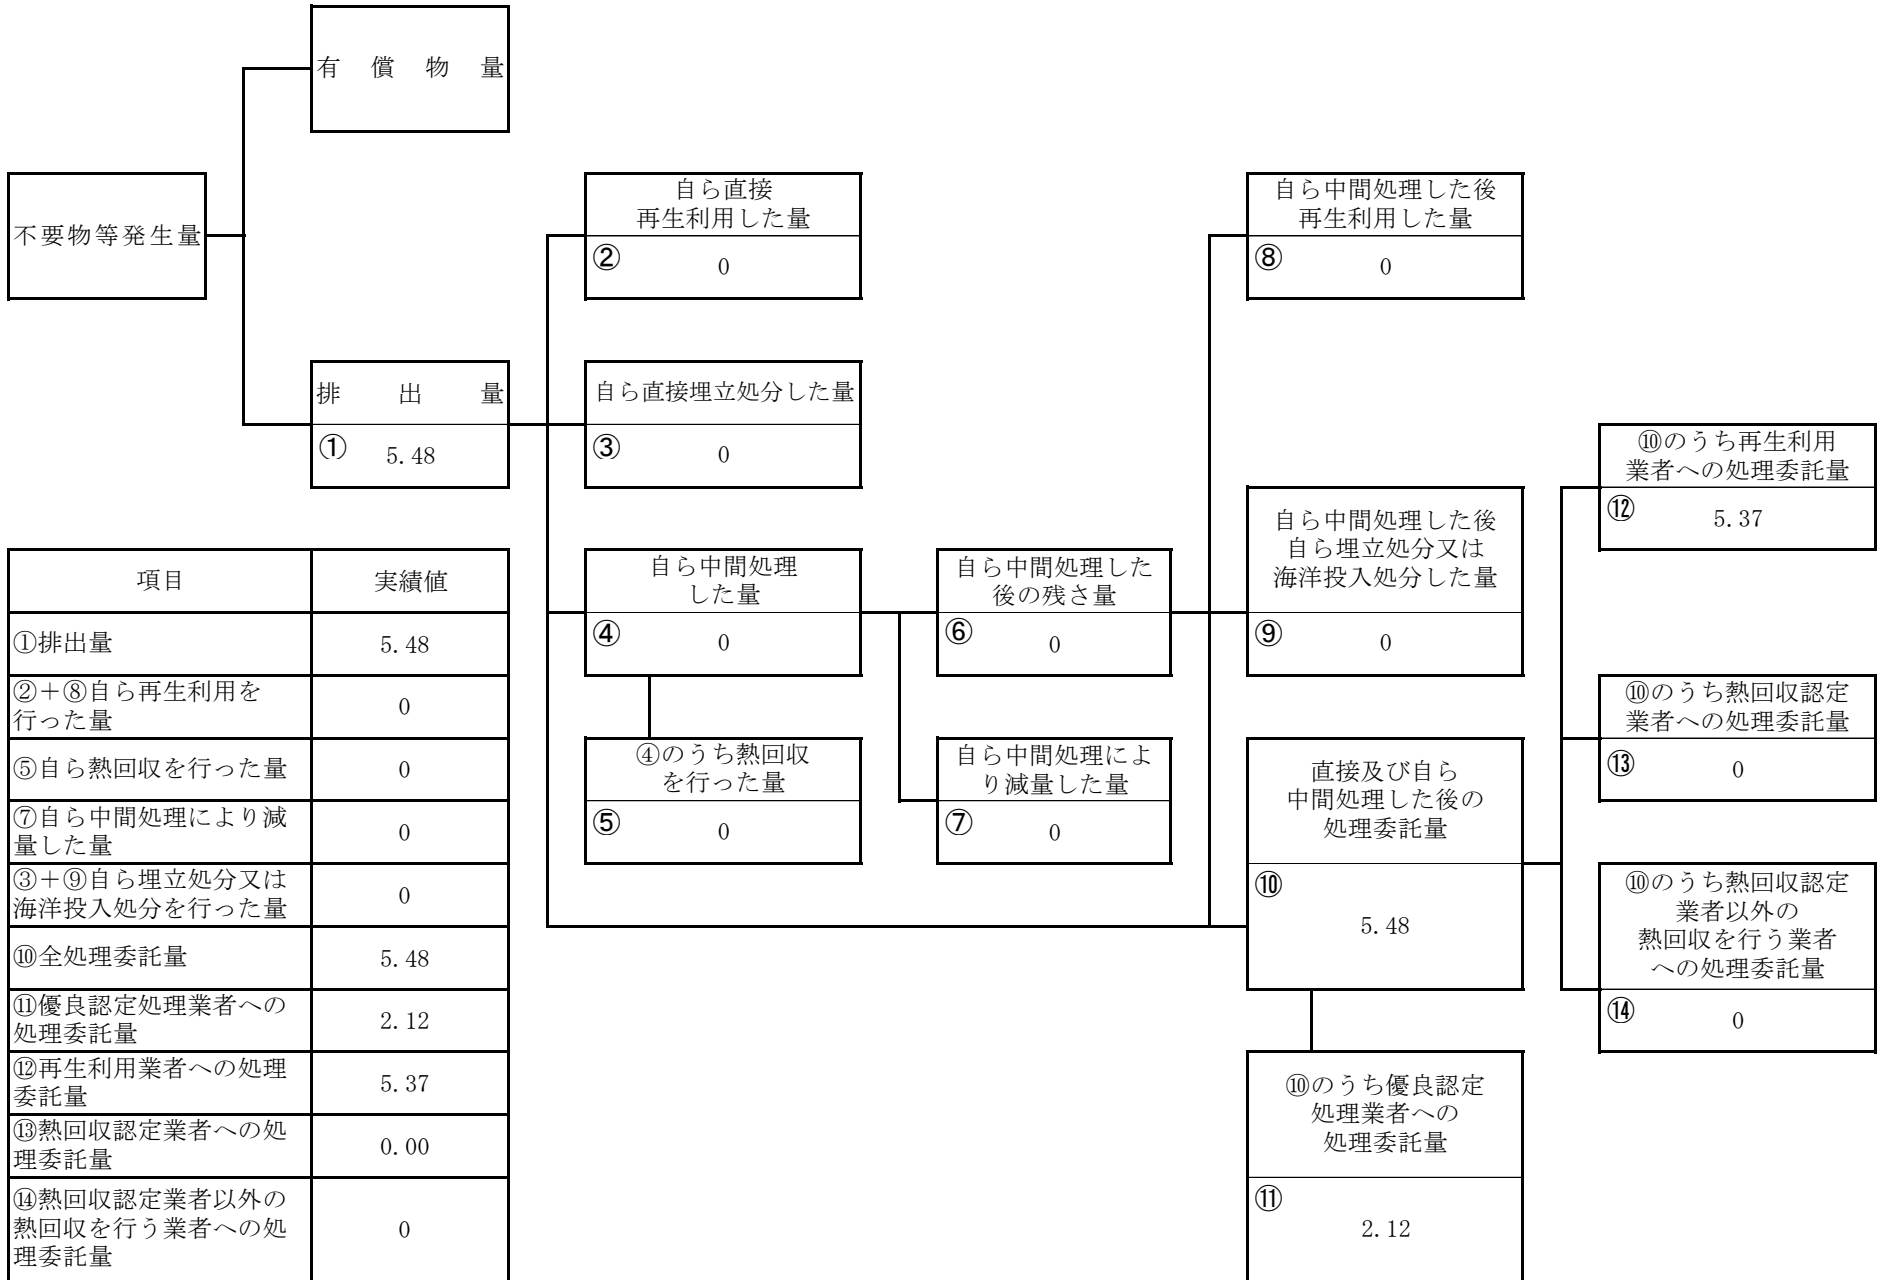 有償物量
不要物等発生量
排出量
①
5.48
自ら直接
再生利用した量
②
0
自ら直接埋立処分した量
③
0
自ら中間処理
した量
④
0
④のうち熱回収
を行った量
⑤
0
自ら中間処理した
後の残さ量
⑥
0
自ら中間処理によ
り減量した量
⑦
0
自ら中間処理した後
再生利用した量
⑧
0
自ら中間処理した後
自ら埋立処分又は
海洋投入処分した量
⑨
0
直接及び自ら
中間処理した後の
処理委託量
⑩
5.48
⑩のうち優良認定
処理業者への
処理委託量
⑪
2.12
⑩のうち再生利用
業者への処理委託量
⑫
5.37
⑩のうち熱回収認定
業者への処理委託量
⑬
0
⑩のうち熱回収認定
業者以外の
熱回収を行う業者
への処理委託量
⑭
0
項目
実績値
①排出量
5.48
②＋⑧自ら再生利用を
行った量
0
⑤自ら熱回収を行った量
0
⑦自ら中間処理により減
量した量
0
③＋⑨自ら埋立処分又は
海洋投入処分を行った量
0
⑩全処理委託量
5.48
⑪優良認定処理業者への
処理委託量
2.12
⑫再生利用業者への処理
委託量
5.37
⑬熱回収認定業者への処
理委託量
0.00
⑭熱回収認定業者以外の
熱回収を行う業者への処
理委託量
0